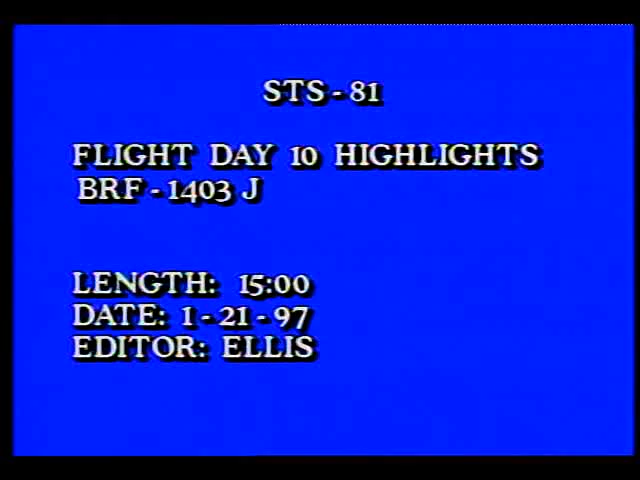 STS - 81
FLIGHT DAY 10 HIGHLIGHTS
BRF - 1403 J
LENGTH: 15:00
DATE: 1 - 21 - 97
EDITOR: ELLIS